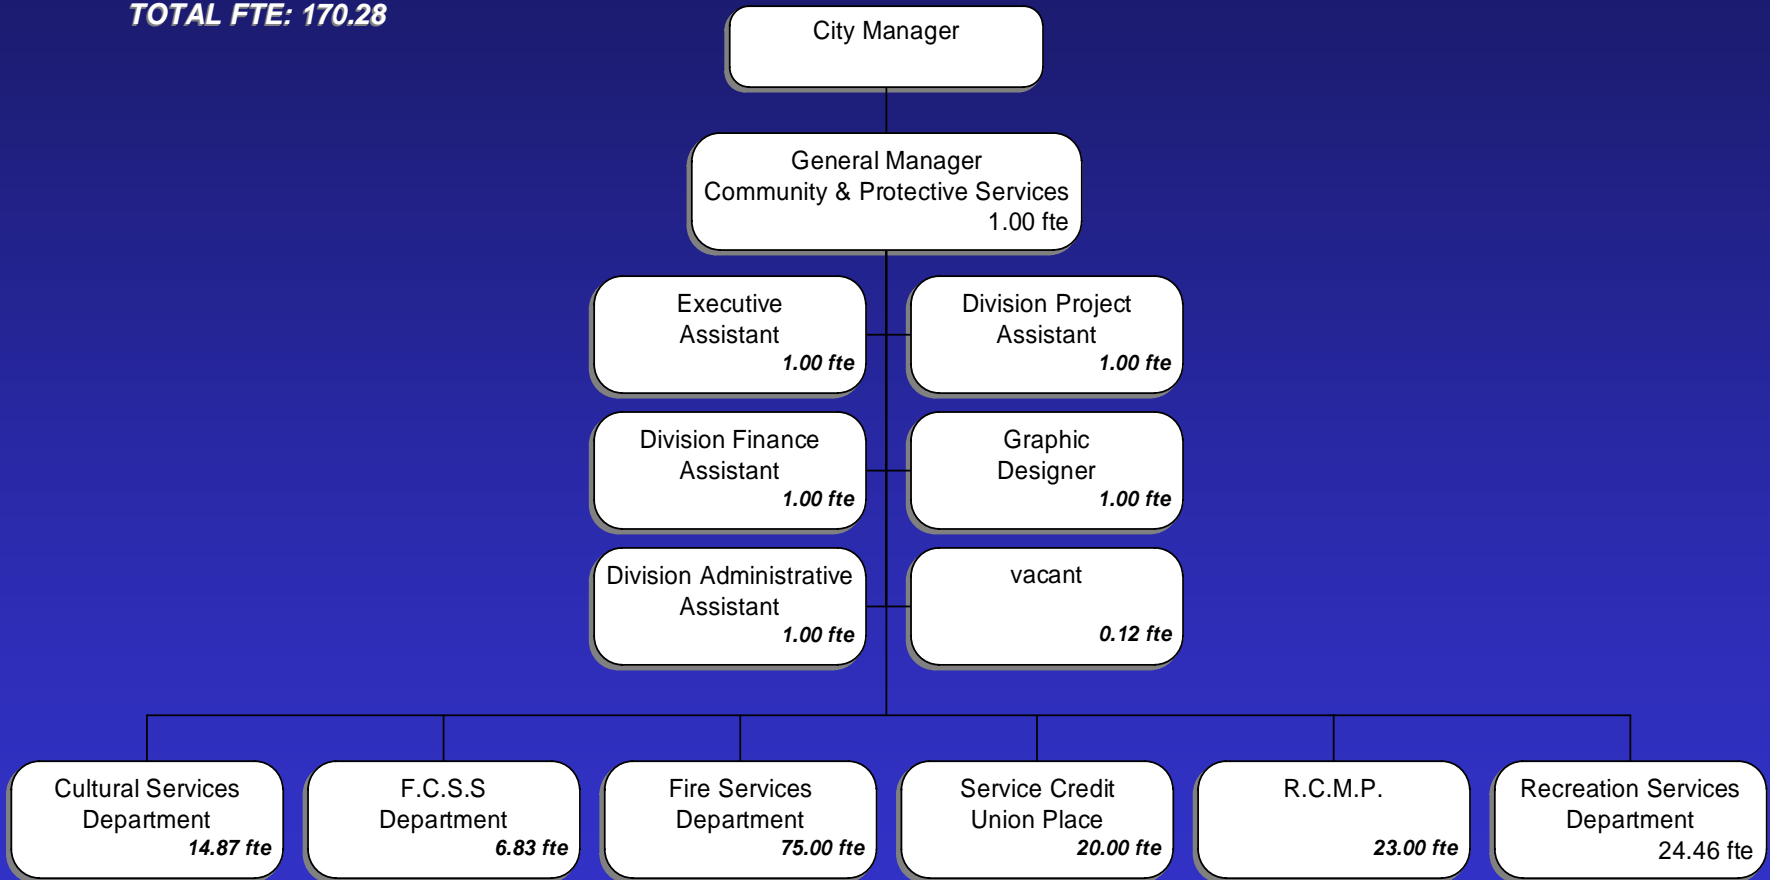 TOTAL FTE: 170.28
City Manager
General Manager
Community & Protective Services
1.00 fte
Executive
Assistant
1.00 fte
Division Project
Assistant
1.00 fte
Division Finance
Assistant
1.00 fte
Graphic
Designer
1.00 fte
Division Administrative
Assistant
1.00 fte
vacant
0.12 fte
Cultural Services
Department
14.87 fte
F.C.S.S
Department
6.83 fte
Fire Services
Department
75.00 fte
Service Credit
Union Place
20.00 fte
R.C.M.P.
23.00 fte
Recreation Services
Department
24.46 fte